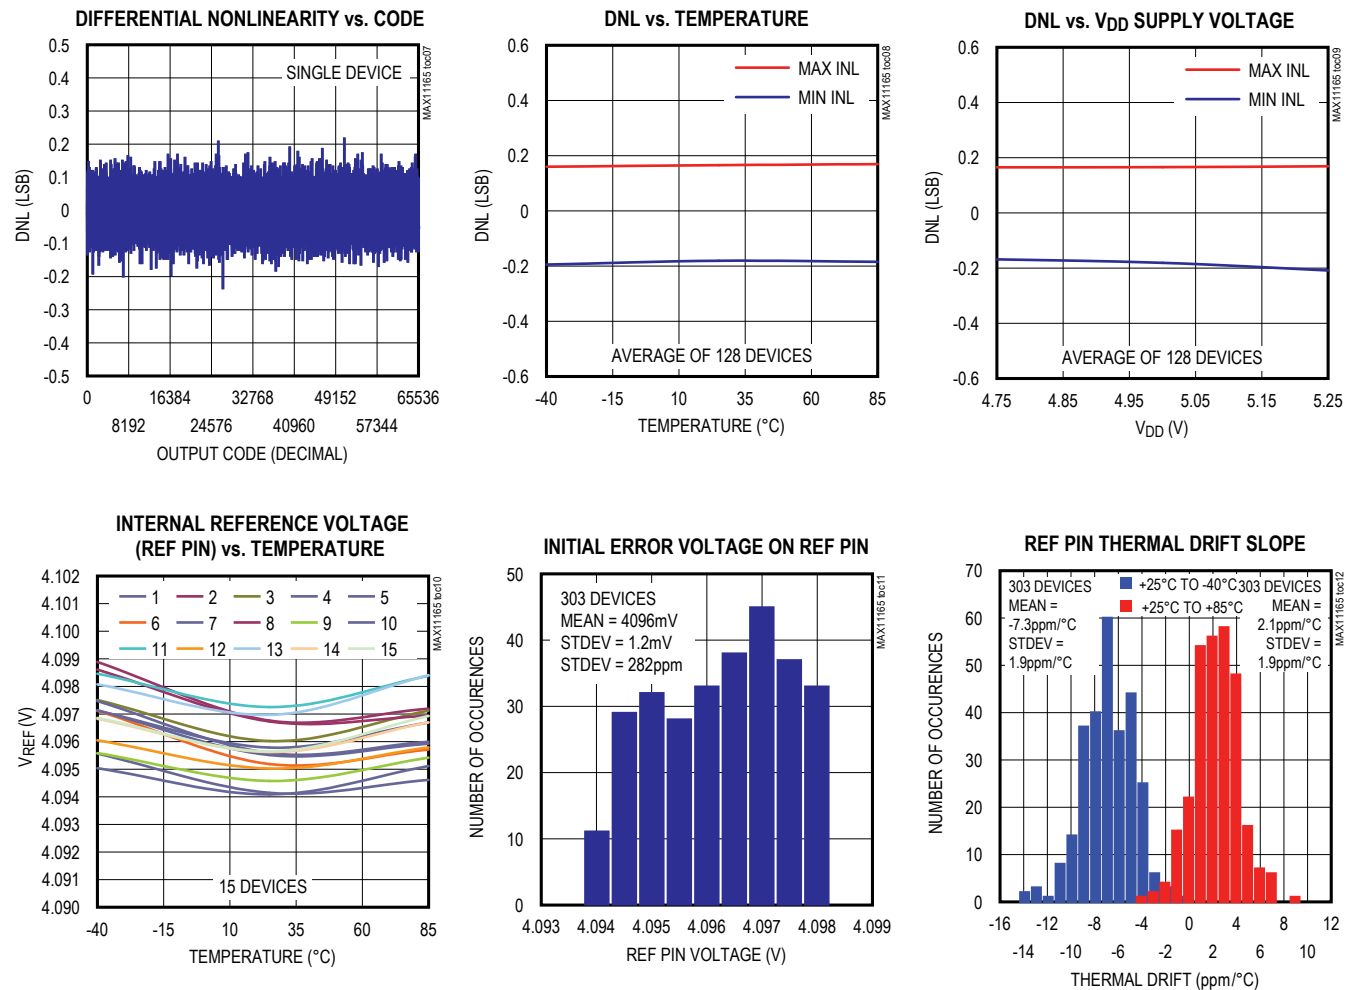 DIFFERENTIAL NONLINEARITY vs. CODE
MAX11165 toc07
SINGLE DEVICE
DNL (LSB)
0.5
0.4
0.3
0.2
0.1
0
-0.1
-0.2
-0.3
-0.4
-0.5
0 16384 32768 49152 65536
8192 24576 40960 57344
OUTPUT CODE (DECIMAL)
DNL vs. TEMPERATURE
MAX11165 toc08
MAX INL
MIN INL
DNL (LSB)
0.6
0.4
0.2
0
-0.2
-0.4
-0.6
AVERAGE OF 128 DEVICES
-40 -15 10 35 85
TEMPERATURE (°C)
DNL vs. VDD SUPPLY VOLTAGE
MAX11165 toc09
MAX INL
MIN INL
DNL (LSB)
0.6
0.4
0.2
0
-0.2
-0.4
-0.6
AVERAGE OF 128 DEVICES
4.75 4.85 4.95 5.05 5.15 5.25
VDD (V)
INTERNAL REFERENCE VOLTAGE
(REF PIN) vs. TEMPERATURE
MAX11165 toc10
1 2 3 4 5
6 7 8 9 10
11 12 13 14 15
VREF (V)
4.102
4.101
4.100
4.099
4.098
4.097
4.096
4.095
4.094
4.093
4.092
4.091
4.090
15 DEVICES
-40 -15 10 35 85
TEMPERATURE (°C)
INITIAL ERROR VOLTAGE ON REF PIN
MAX11165 toc11
303 DEVICES
MEAN = 4096mV
STDEV = 1.2mV
STDEV = 282ppm
NUMBER OF OCCURENCES
50
40
30
20
10
0
4.093 4.094 4.095 4.096 4.097 4.098 4.099
REF PIN VOLTAGE (V)
REF PIN THERMAL DRIFT SLOPE
MAX11165 toc12
303 DEVICES
MEAN =
-7.3ppm/°C
STDEV =
1.9ppm/°C
+25°C TO -40°C
+25°C TO +85°C
303 DEVICES
MEAN =
2.1ppm/°C
STDEV =
1.9ppm/°C
NUMBER OF OCCURENCES
70
60
50
40
30
20
10
0
-16 -12 -8 -4 0 4 8 12
-14 -10 -6 -2 2 6 10
THERMAL DRIFT (ppm/°C)